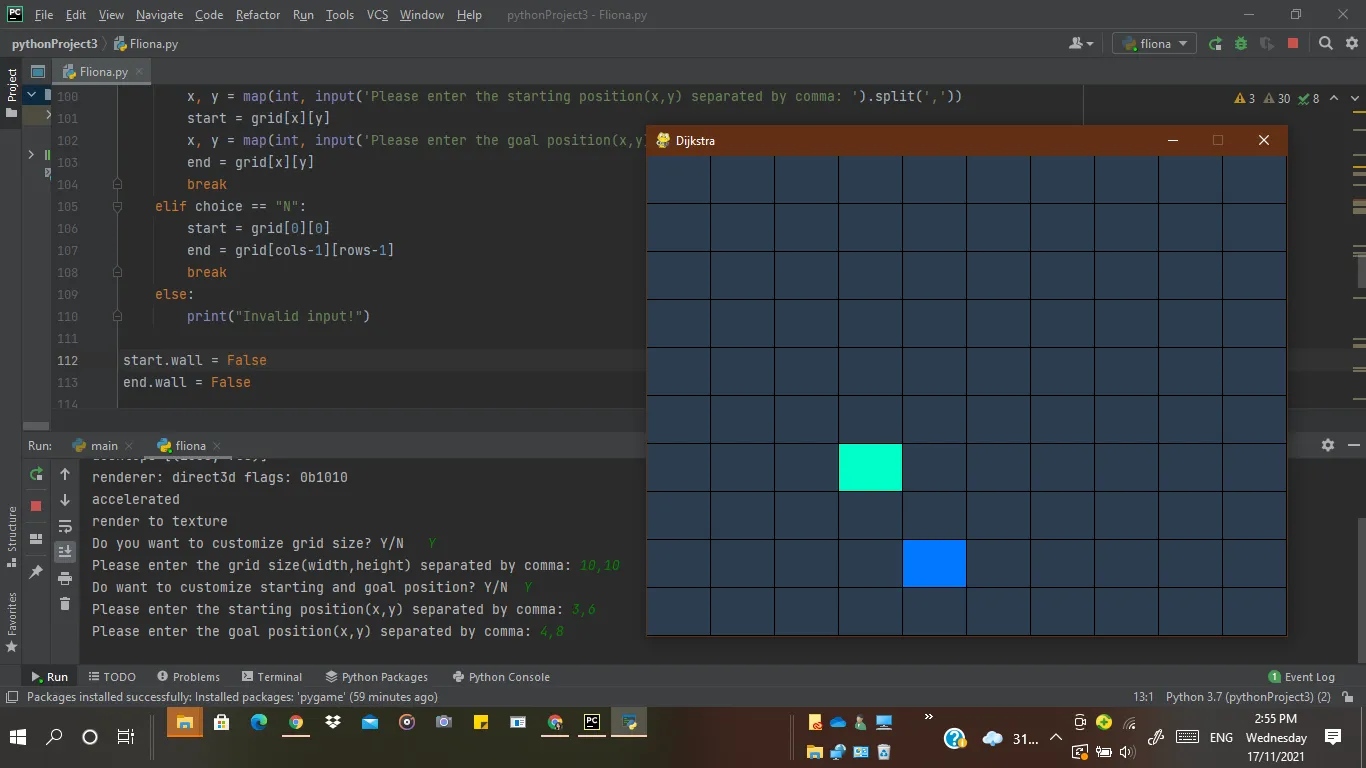 File Edit View Navigate Code Refactor Run Tools VCS Window Help pythonProject3 - Fliona.py
pythonProject3 Fliona.py fliona
Project Fliona.py
100 x, y = map(int, input('Please enter the starting position(x,y) separated by comma: ').split(','))
3 30 8
101 start = grid[x][y]
102 x, y = map(int, input('Please enter the goal position(x,y
103 end = grid[x][y]
104 break
105 elif choice == "N":
106 start = grid[0][0]
107 end = grid[cols-1][rows-1]
108 break
109 else:
110 print("Invalid input!")
111
112 start.wall = False
113 end.wall = False
114
Dijkstra
Run: main fliona
renderer: direct3d flags: 0b1010
accelerated
render to texture
Do you want to customize grid size? Y/N Y
Please enter the grid size(width,height) separated by comma: 10,10
Do want to customize starting and goal position? Y/N Y
Please enter the starting position(x,y) separated by comma: 3,6
Please enter the goal position(x,y) separated by comma: 4,8
Structure
Favorites
Run TODO Problems Terminal Python Packages Python Console 1 Event Log
Packages installed successfully: Installed packages: 'pygame' (59 minutes ago) 13:1 Python 3.7 (pythonProject3) (2)
31... ENG
2:55 PM
Wednesday
17/11/2021